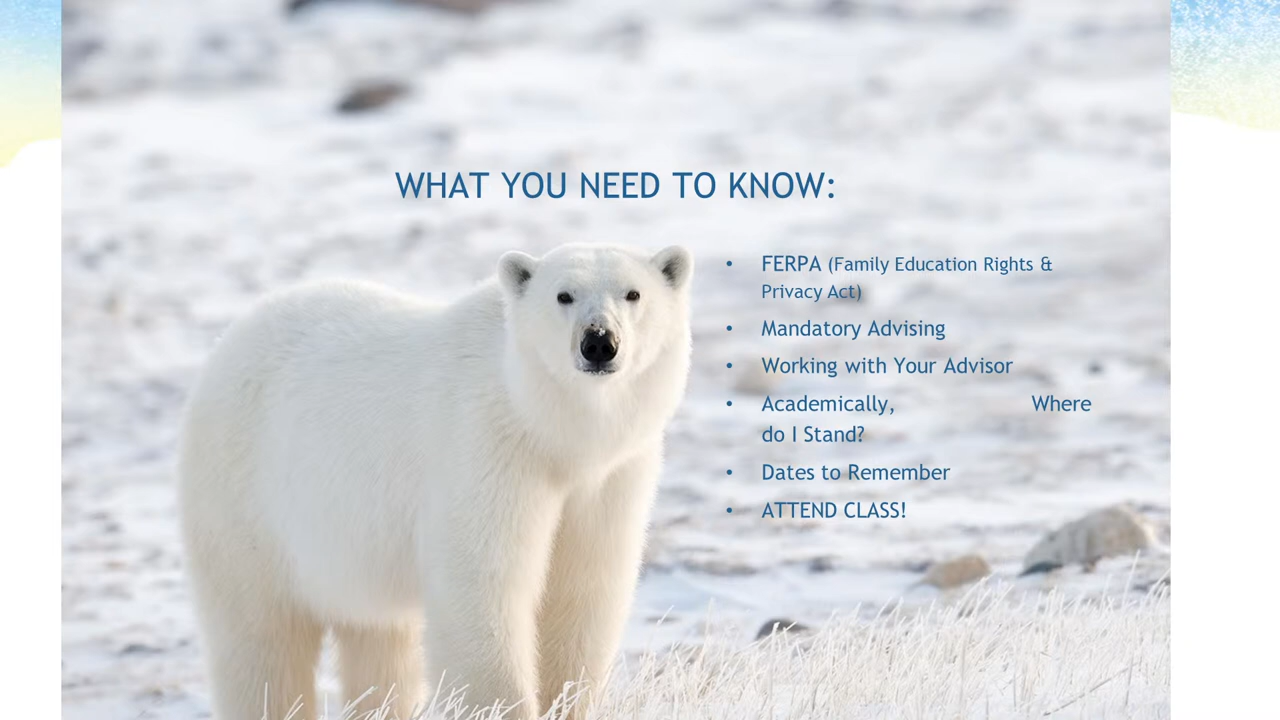 WHAT YOU NEED TO KNOW:
• FERPA (Family Education Rights &
Privacy Act)
• Mandatory Advising
• Working with Your Advisor
• Academically, Where
do I Stand?
• Dates to Remember
• ATTEND CLASS!